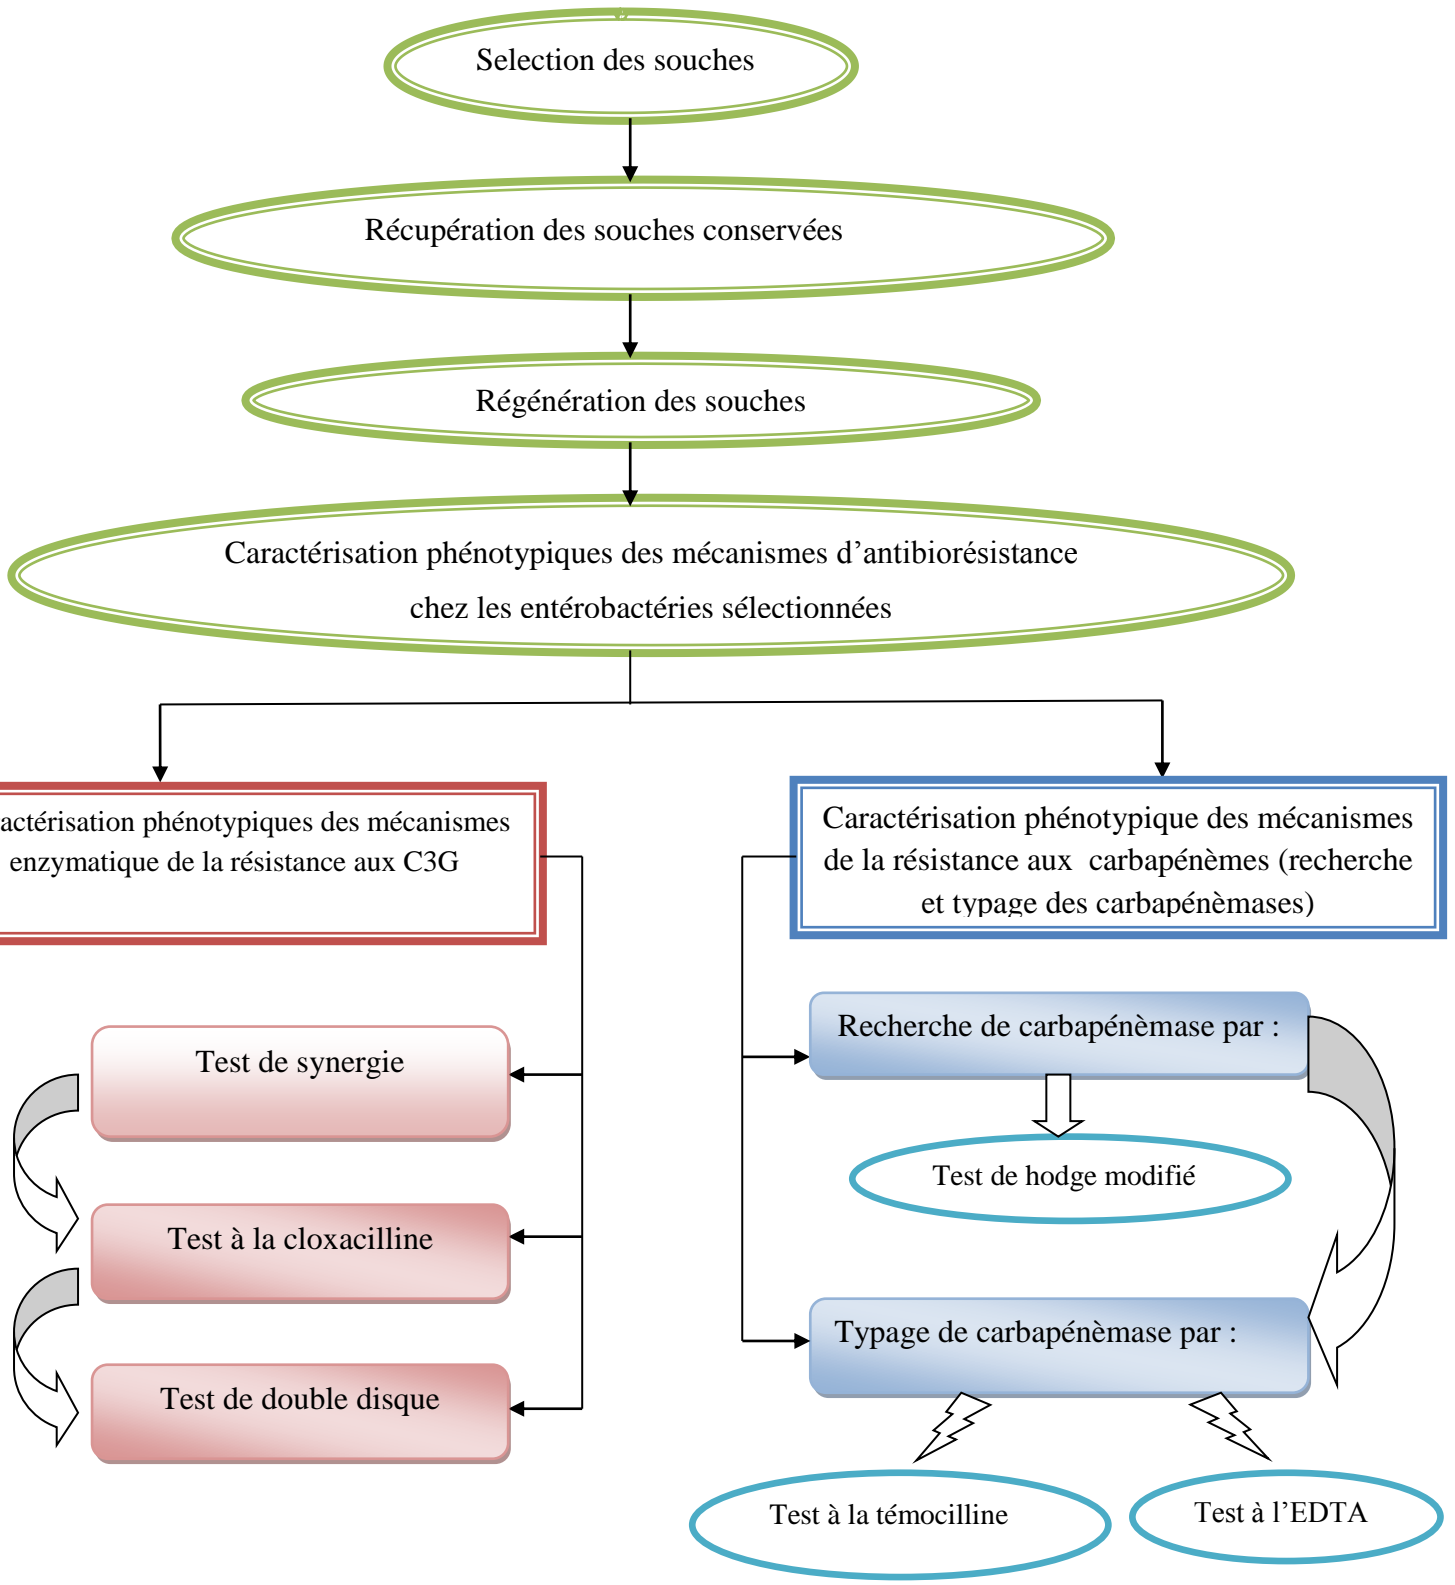 Selection des souches
Récupération des souches conservées
Régénération des souches
Caractérisation phénotypiques des mécanismes d’antibiorésistance
chez les entérobactéries sélectionnées
actérisation phénotypiques des mécanismes
enzymatique de la résistance aux C3G
Caractérisation phénotypique des mécanismes
de la résistance aux carbapénèmes (recherche
et typage des carbapénèmases)
Test de synergie
Test à la cloxacilline
Test de double disque
Recherche de carbapénèmase par :
Test de hodge modifié
Typage de carbapénèmase par :
Test à la témocilline
Test à l’EDTA